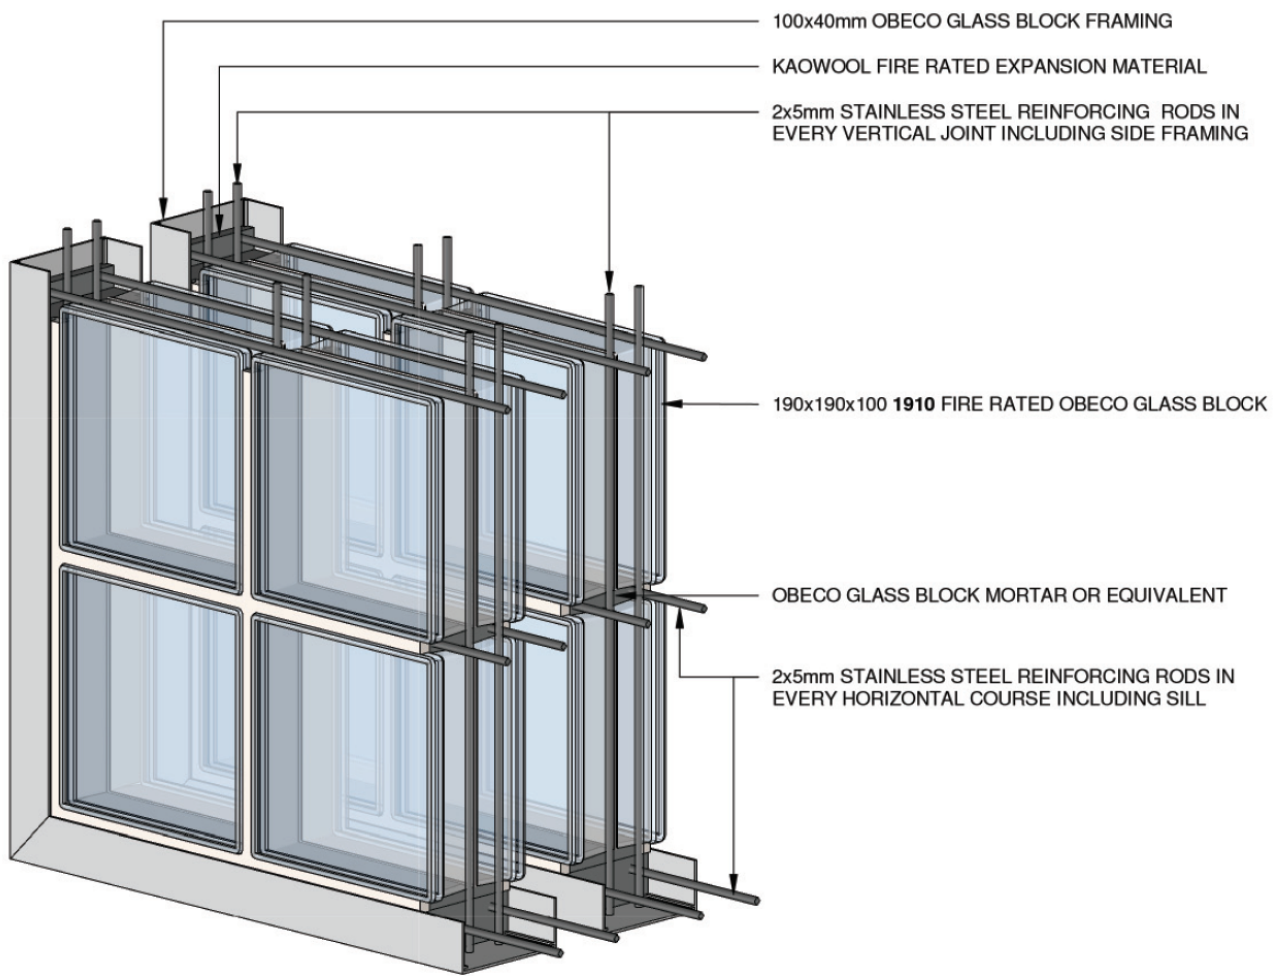 100x40mm OBECO GLASS BLOCK FRAMING
KAOWOOL FIRE RATED EXPANSION MATERIAL
2x5mm STAINLESS STEEL REINFORCING RODS IN
EVERY VERTICAL JOINT INCLUDING SIDE FRAMING
190x190x100 1910 FIRE RATED OBECO GLASS BLOCK
OBECO GLASS BLOCK MORTAR OR EQUIVALENT
2x5mm STAINLESS STEEL REINFORCING RODS IN
EVERY HORIZONTAL COURSE INCLUDING SILL